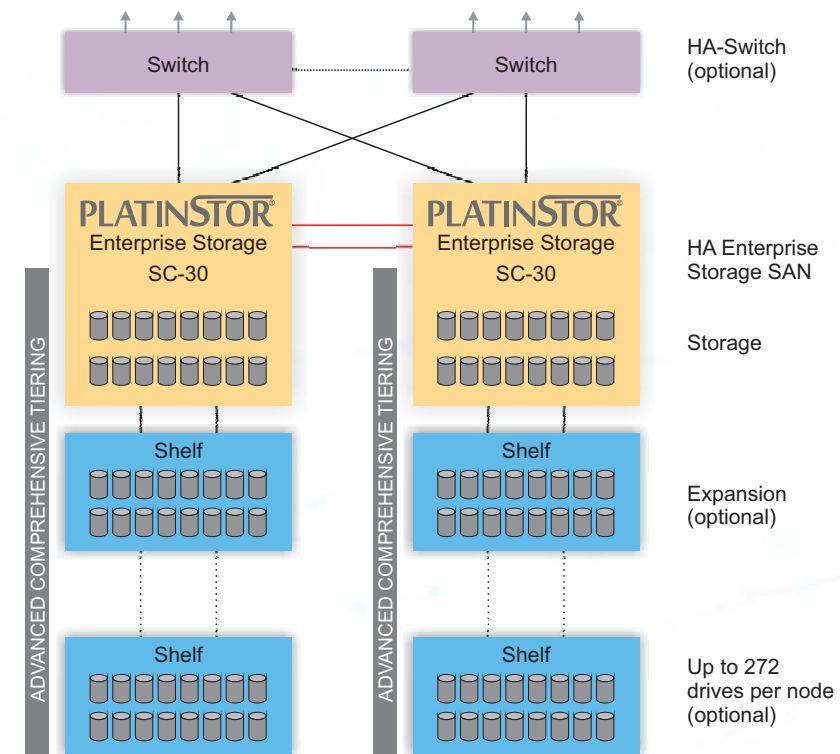 Switch
Switch
HA-Switch
(optional)
PLATINSTOR®
Enterprise Storage
SC-30
PLATINSTOR®
Enterprise Storage
SC-30
HA Enterprise
Storage SAN
Storage
ADVANCED COMPREHENSIVE TIERING
ADVANCED COMPREHENSIVE TIERING
Shelf
Shelf
Expansion
(optional)
Shelf
Shelf
Up to 272
drives per node
(optional)